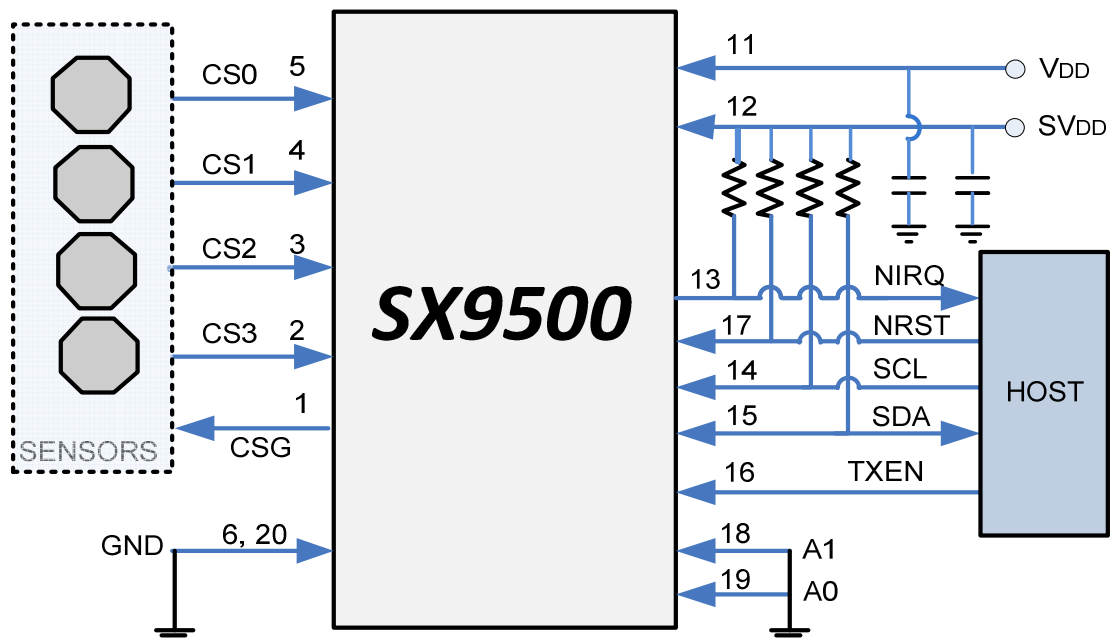 CS0 5
CS1 4
CS2 3
CS3 2
1
CSG
SENSORS
GND 6, 20
SX9500
11 VDD
12 SVDD
13 NIRQ
17 NRST
14 SCL
15 SDA
16 TXEN
HOST
18 A1
19 A0